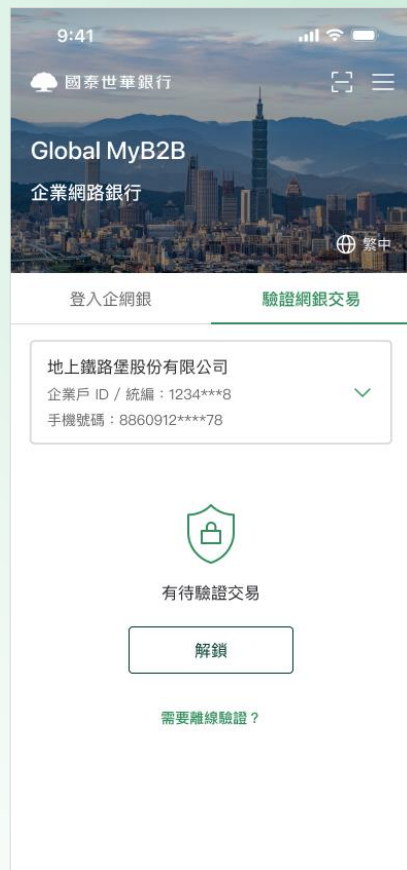 9:41
國泰世華銀行
Global MyB2B
企業網路銀行
繁中
登入企網銀 驗證網銀交易
地上鐵路堡股份有限公司
企業戶 ID / 統編：1234***8
手機號碼：8860912****78
有待驗證交易
解鎖
需要離線驗證？